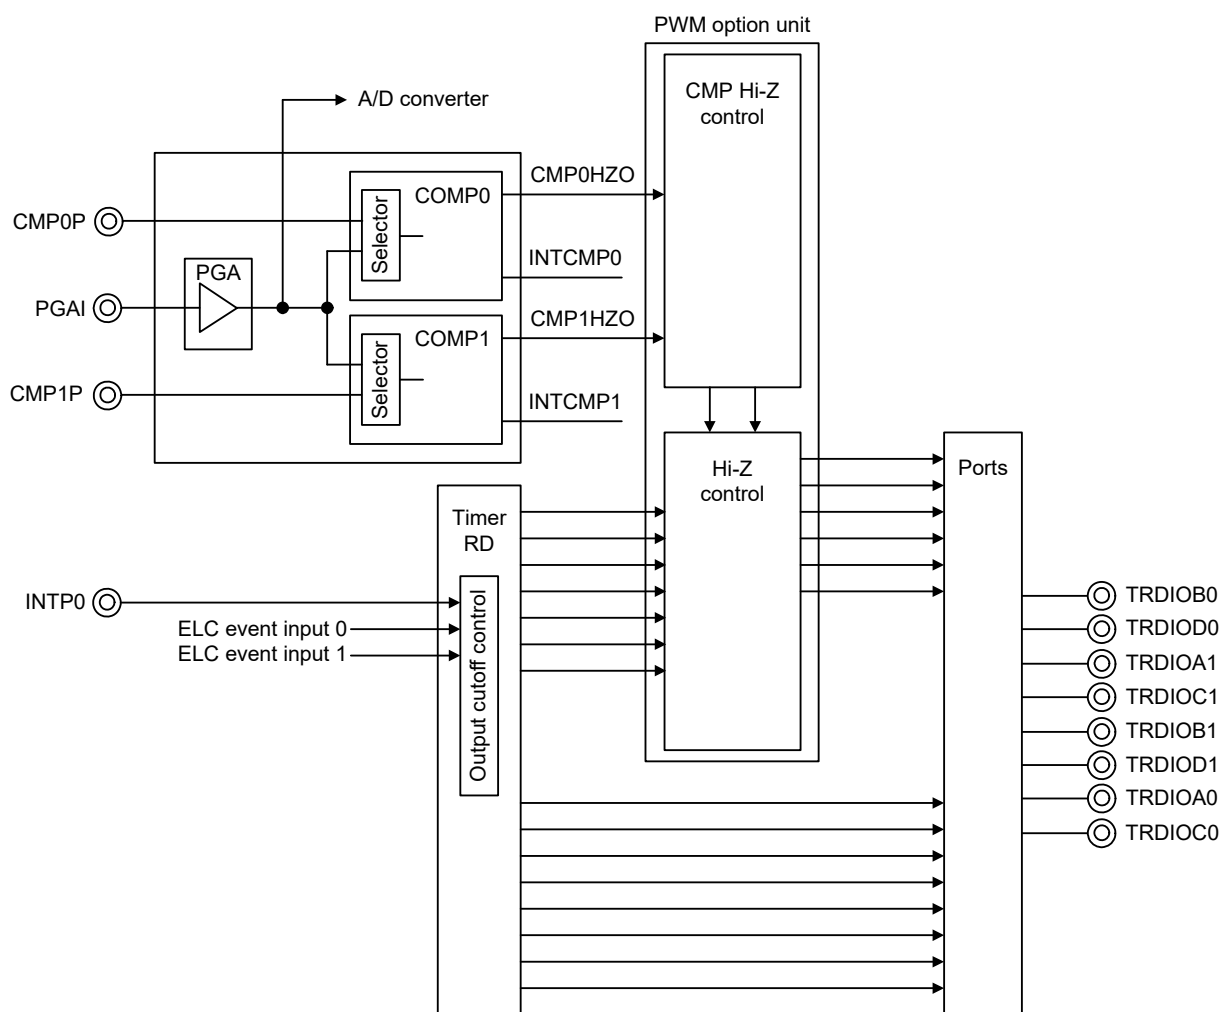 PWM option unit
CMP Hi-Z
control
A/D converter
CMP0HZO
COMP0
Selector
CMP0P
INTCMP0
PGA
PGAI
CMP1HZO
COMP1
Selector
CMP1P
INTCMP1
Hi-Z
control
Ports
Timer
RD
Output cutoff control
INTP0
ELC event input 0
ELC event input 1
TRDIOB0
TRDIOD0
TRDIOA1
TRDIOC1
TRDIOB1
TRDIOD1
TRDIOA0
TRDIOC0